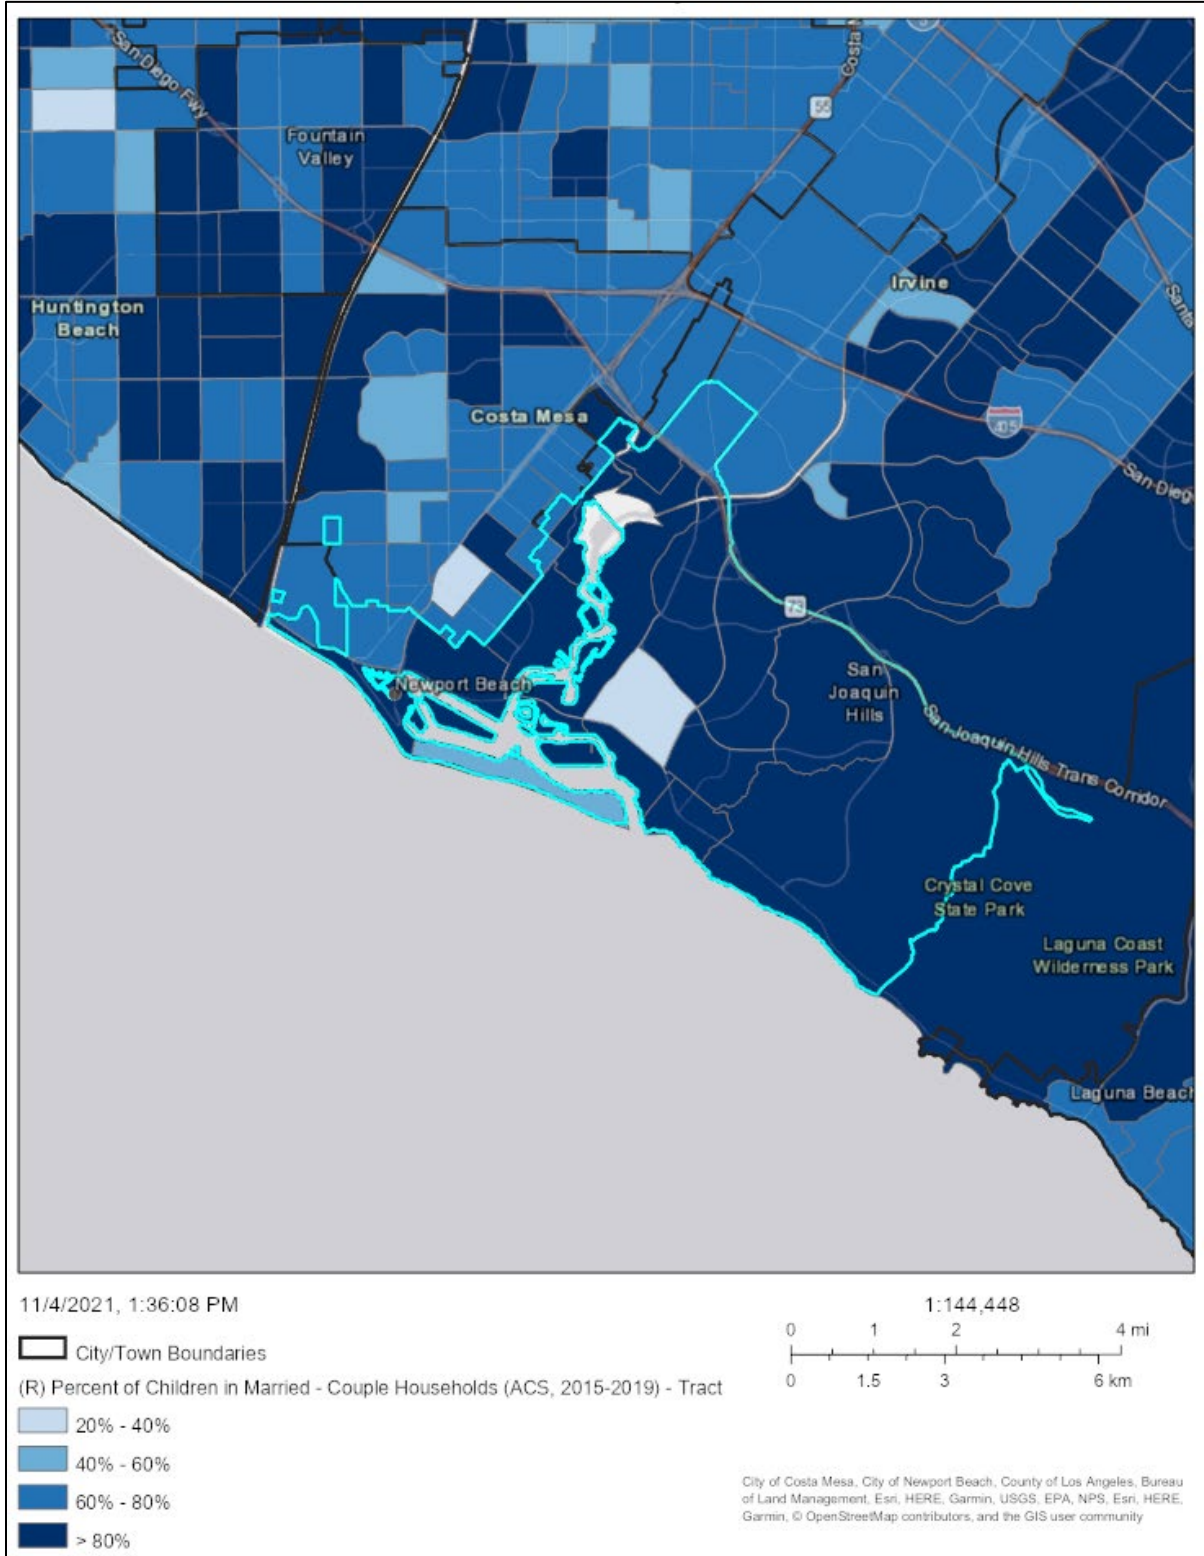 San Diego Fwy
Costa
5
55
Fountain
Valley
Huntington
Beach
Irvine
Santa
Costa Mesa
405
San Dieg
73
San
Joaquin
Hills
Newport Beach
San Joaquin Hills Trans Corridor
Crystal Cove
State Park
Laguna Coast
Wilderness Park
Laguna Beach
11/4/2021, 1:36:08 PM
1:144,448
0 1 2 4 mi
0 1.5 3 6 km
City/Town Boundaries
(R) Percent of Children in Married - Couple Households (ACS, 2015-2019) - Tract
20% - 40%
40% - 60%
60% - 80%
> 80%
City of Costa Mesa, City of Newport Beach, County of Los Angeles, Bureau
of Land Management, Esri, HERE, Garmin, USGS, EPA, NPS, Esri, HERE,
Garmin, © OpenStreetMap contributors, and the GIS user community